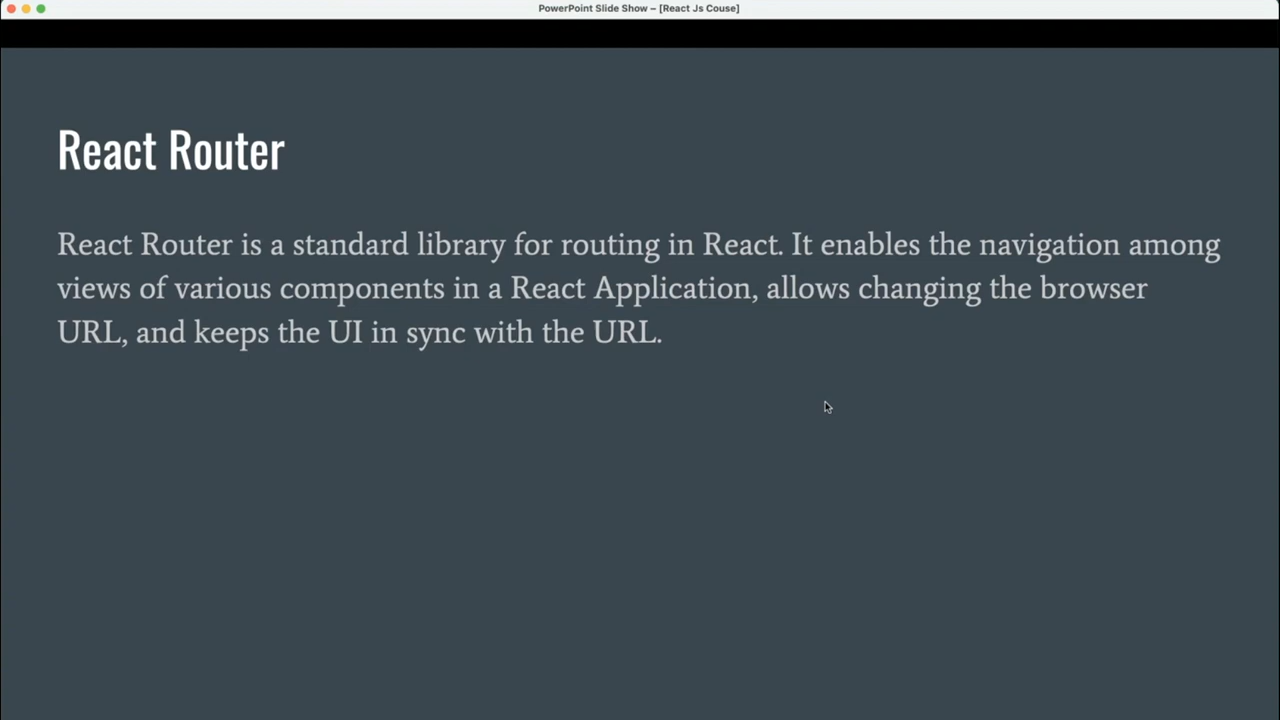 PowerPoint Slide Show – [React Js Couse]
React Router
React Router is a standard library for routing in React. It enables the navigation among
views of various components in a React Application, allows changing the browser
URL, and keeps the UI in sync with the URL.